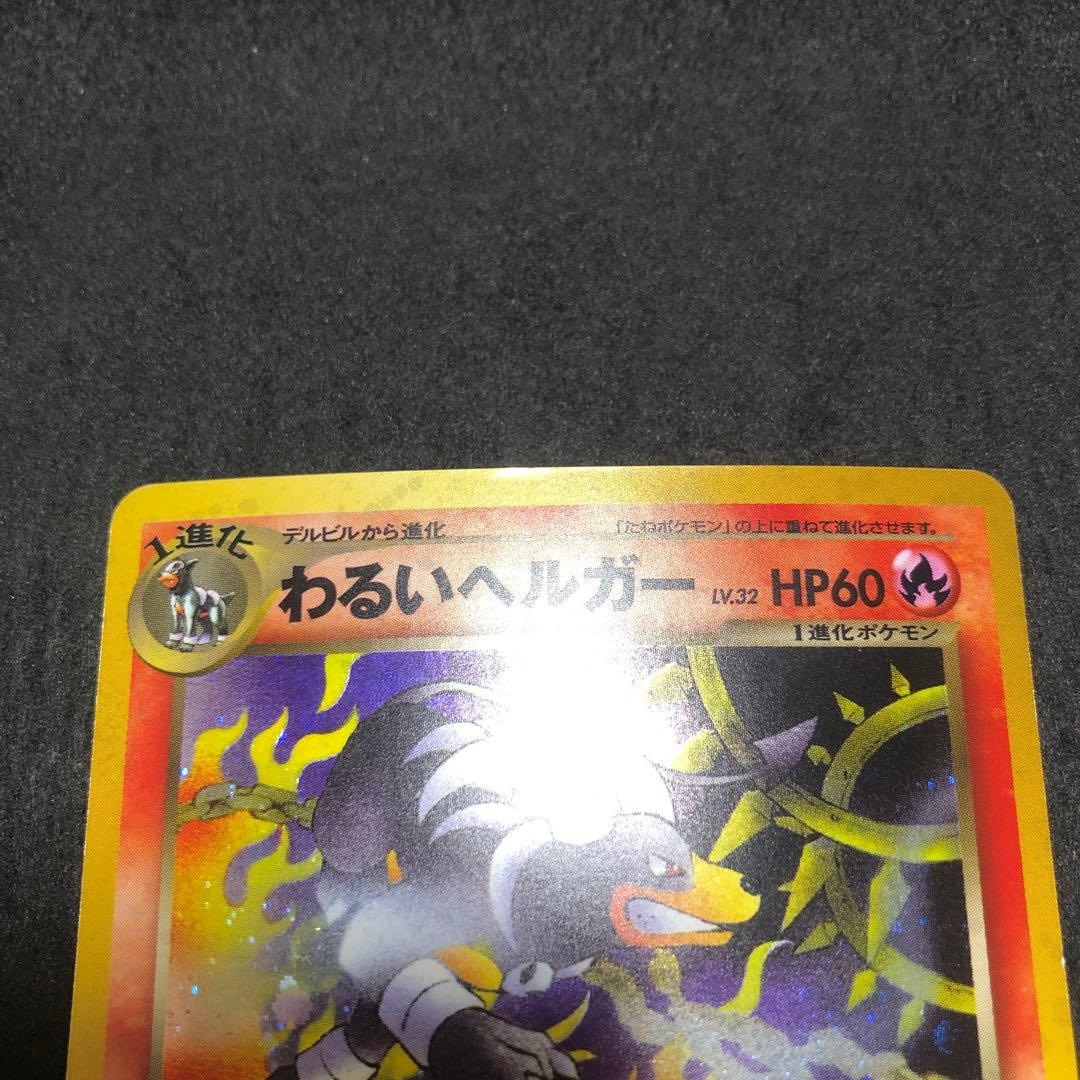 1進化
デルビルから進化
「たねポケモン」の上に重ねて進化させます。
わるいヘルガー LV.32 HP60
1進化ポケモン